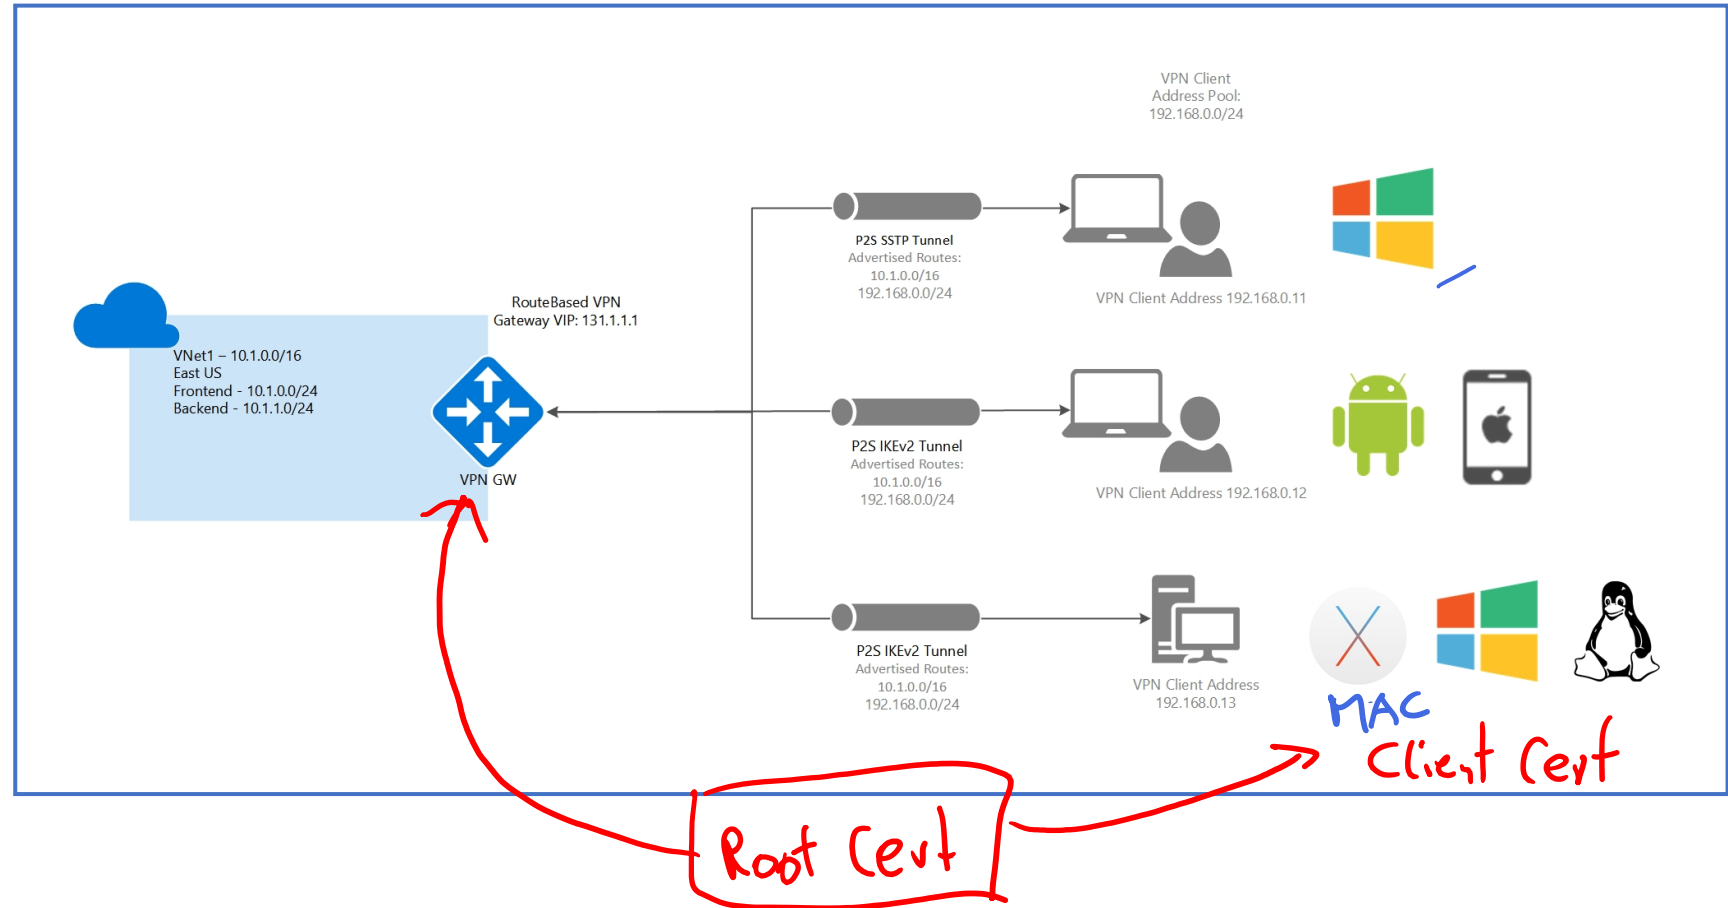 VPN Client
Address Pool:
192.168.0.0/24
P2S SSTP Tunnel
Advertised Routes:
10.1.0.0/16
192.168.0.0/24
VPN Client Address 192.168.0.11
RouteBased VPN
Gateway VIP: 131.1.1.1
VNet1 – 10.1.0.0/16
East US
Frontend - 10.1.0.0/24
Backend - 10.1.1.0/24
VPN GW
P2S IKEv2 Tunnel
Advertised Routes:
10.1.0.0/16
192.168.0.0/24
VPN Client Address 192.168.0.12
P2S IKEv2 Tunnel
Advertised Routes:
10.1.0.0/16
192.168.0.0/24
VPN Client Address
192.168.0.13
MAC
Client Cert
Root Cert